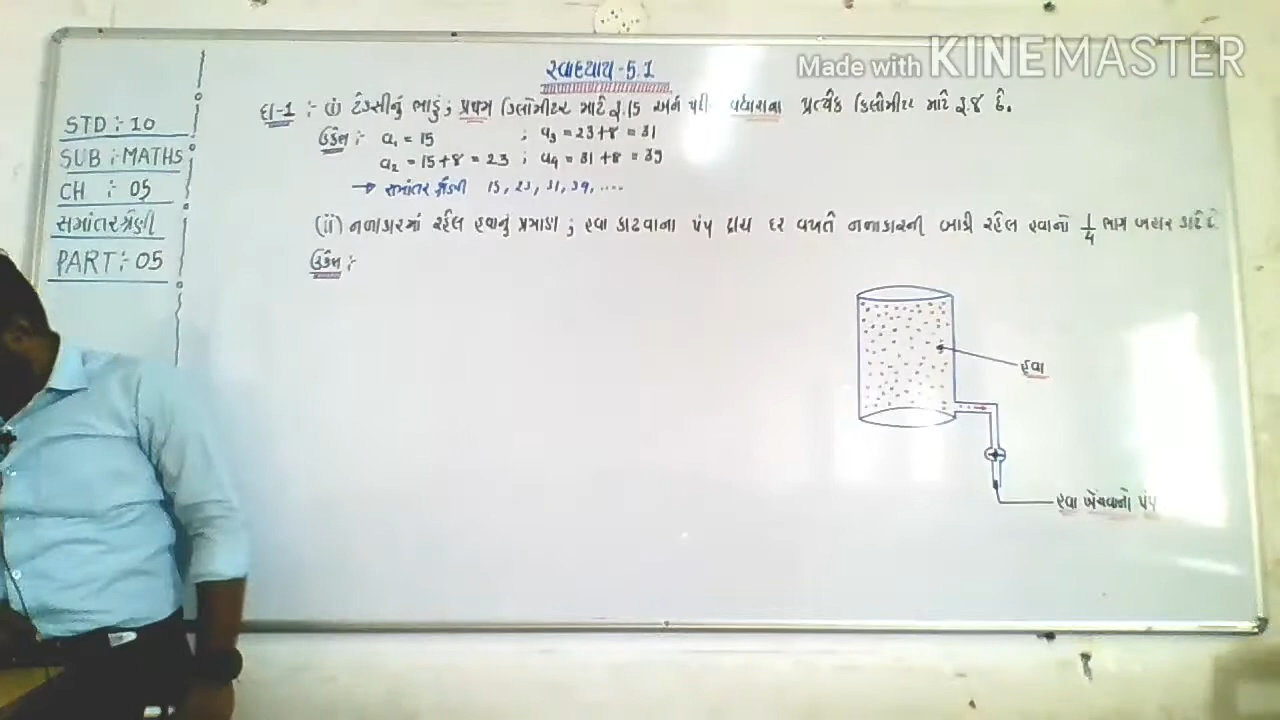 Made with KINEMASTER
સ્વાધ્યાય-5.1
STD : 10
SUB : MATHS
CH : 05
સમાંતરશ્રેણી
PART : 05
દા-1 :- (i) ટેક્સીનું ભાડું ; પ્રથમ કિલોમીટર માટે રૂ.15 અને પછી વધારાના પ્રત્યેક કિલોમીટર માટે રૂ.8 છે.
ઉકેલ :- a₁ = 15 ; a₃ = 23+8 = 31
a₂ = 15+8 = 23 ; a₄ = 31+8 = 39
→ સમાંતર શ્રેણી 15, 23, 31, 39, ....
(ii) નળાકારમાં રહેલ હવાનું પ્રમાણ ; હવા કાઢવાના પંપ દ્વારા દર વખતે નળાકારની બાકી રહેલ હવાનો 1/4 ભાગ બહાર કાઢે છે
ઉકેલ :-
હવા
હવા ખેંચવાનો પંપ